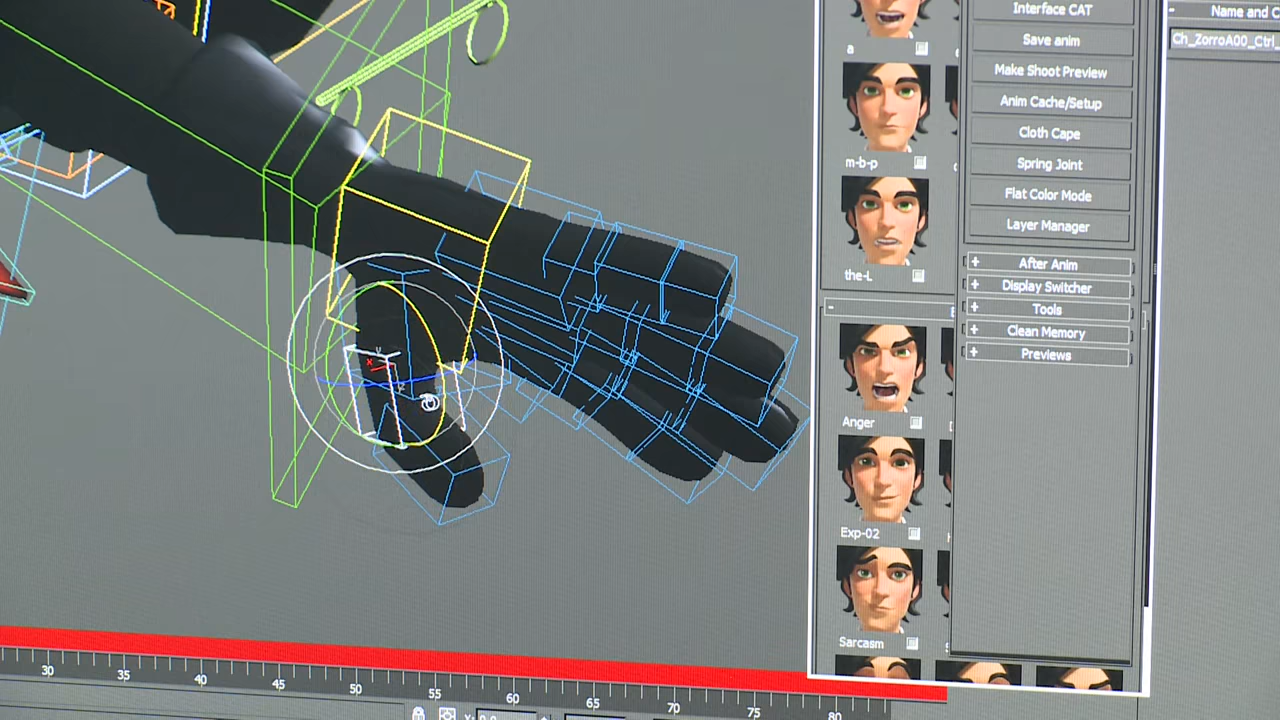 Interface CAT
Name and C
a
Save anim
Ch_ZorroA00_Ctrl_
Make Shoot Preview
Anim Cache/Setup
Cloth Cape
m-b-p
Spring Joint
Flat Color Mode
Layer Manager
After Anim
the-L
Display Switcher
Tools
Clean Memory
Previews
Anger
Exp-02
Sarcasm
30
35
40
45
50
55
60
65
70
75
80
X: